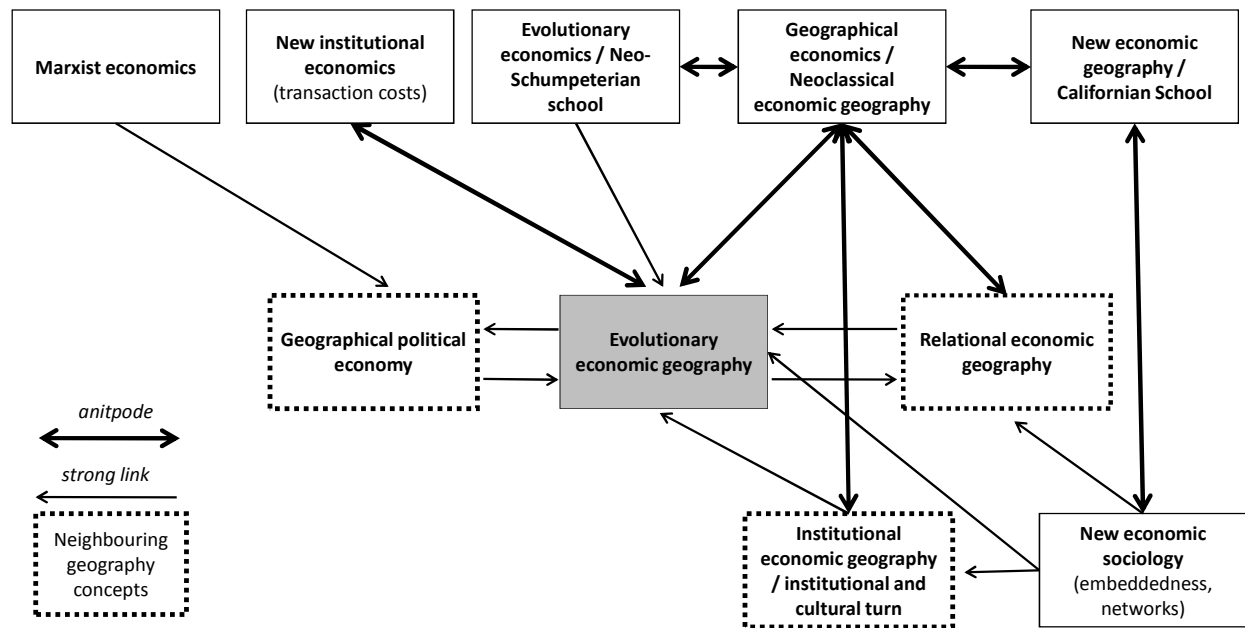 Marxist economics
New institutional
economics
(transaction costs)
Evolutionary
economics / Neo-
Schumpeterian
school
Geographical
economics /
Neoclassical
economic geography
New economic
geography /
Californian School
Geographical political
economy
Evolutionary
economic geography
Relational economic
geography
anitpode
strong link
Neighbouring
geography
concepts
Institutional
economic geography
/ institutional and
cultural turn
New economic
sociology
(embeddedness,
networks)